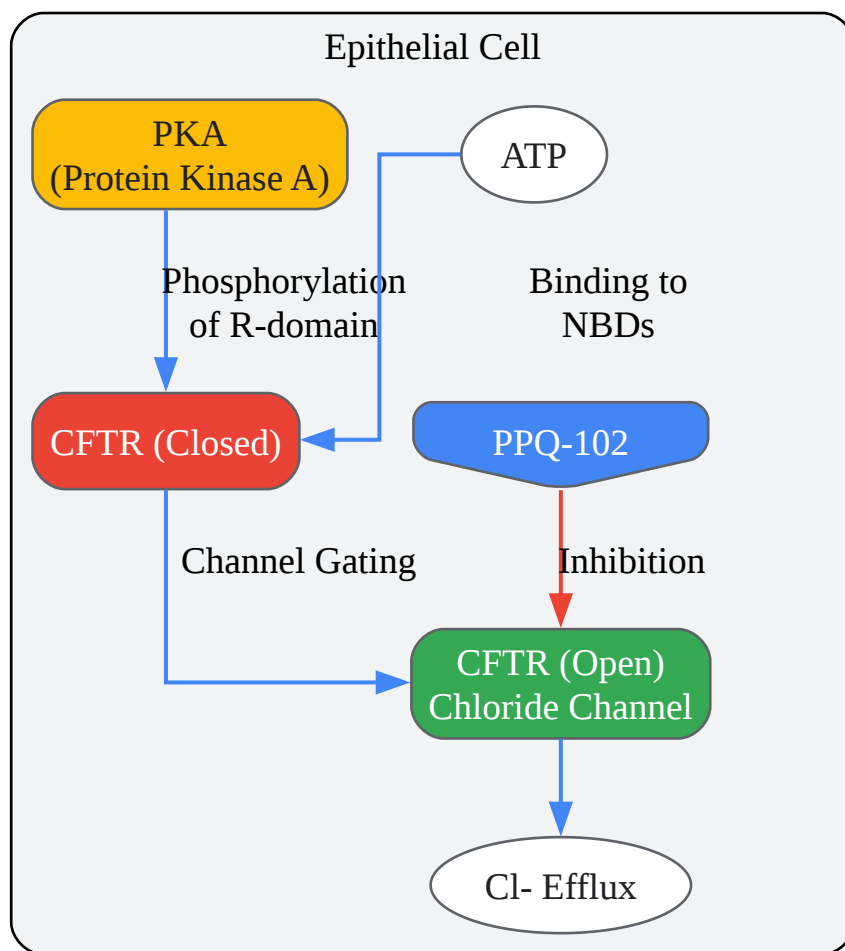 Epithelial Cell
PKA
(Protein Kinase A)
ATP
Phosphorylation
of R-domain
Binding to
NBDs
CFTR (Closed)
PPQ-102
Channel Gating
Inhibition
CFTR (Open)
Chloride Channel
Cl- Efflux